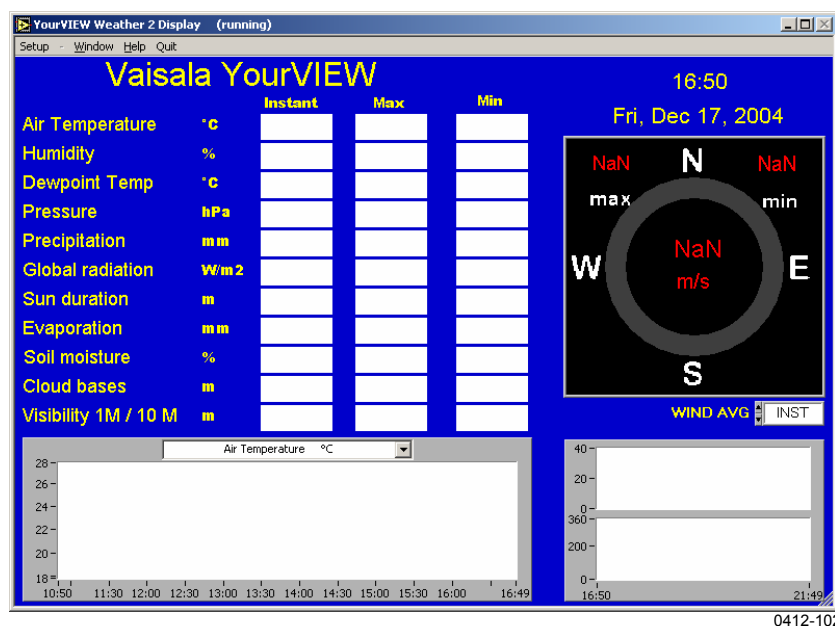 YourVIEW Weather 2 Display (running)
Setup - Window Help Quit
Vaisala YourVIEW
Instant Max Min
Air Temperature °C
Humidity %
Dewpoint Temp °C
Pressure hPa
Precipitation mm
Global radiation W/m2
Sun duration m
Evaporation mm
Soil moisture %
Cloud bases m
Visibility 1M / 10 M m
16:50
Fri, Dec 17, 2004
NaN N NaN
max min
W NaN E
m/s
S
WIND AVG INST
Air Temperature °C
28
26
24
22
20
18
10:50 11:30 12:00 12:30 13:00 13:30 14:00 14:30 15:00 15:30 16:00 16:49
40
20
0
360
200
0
16:50 21:49
0412-102